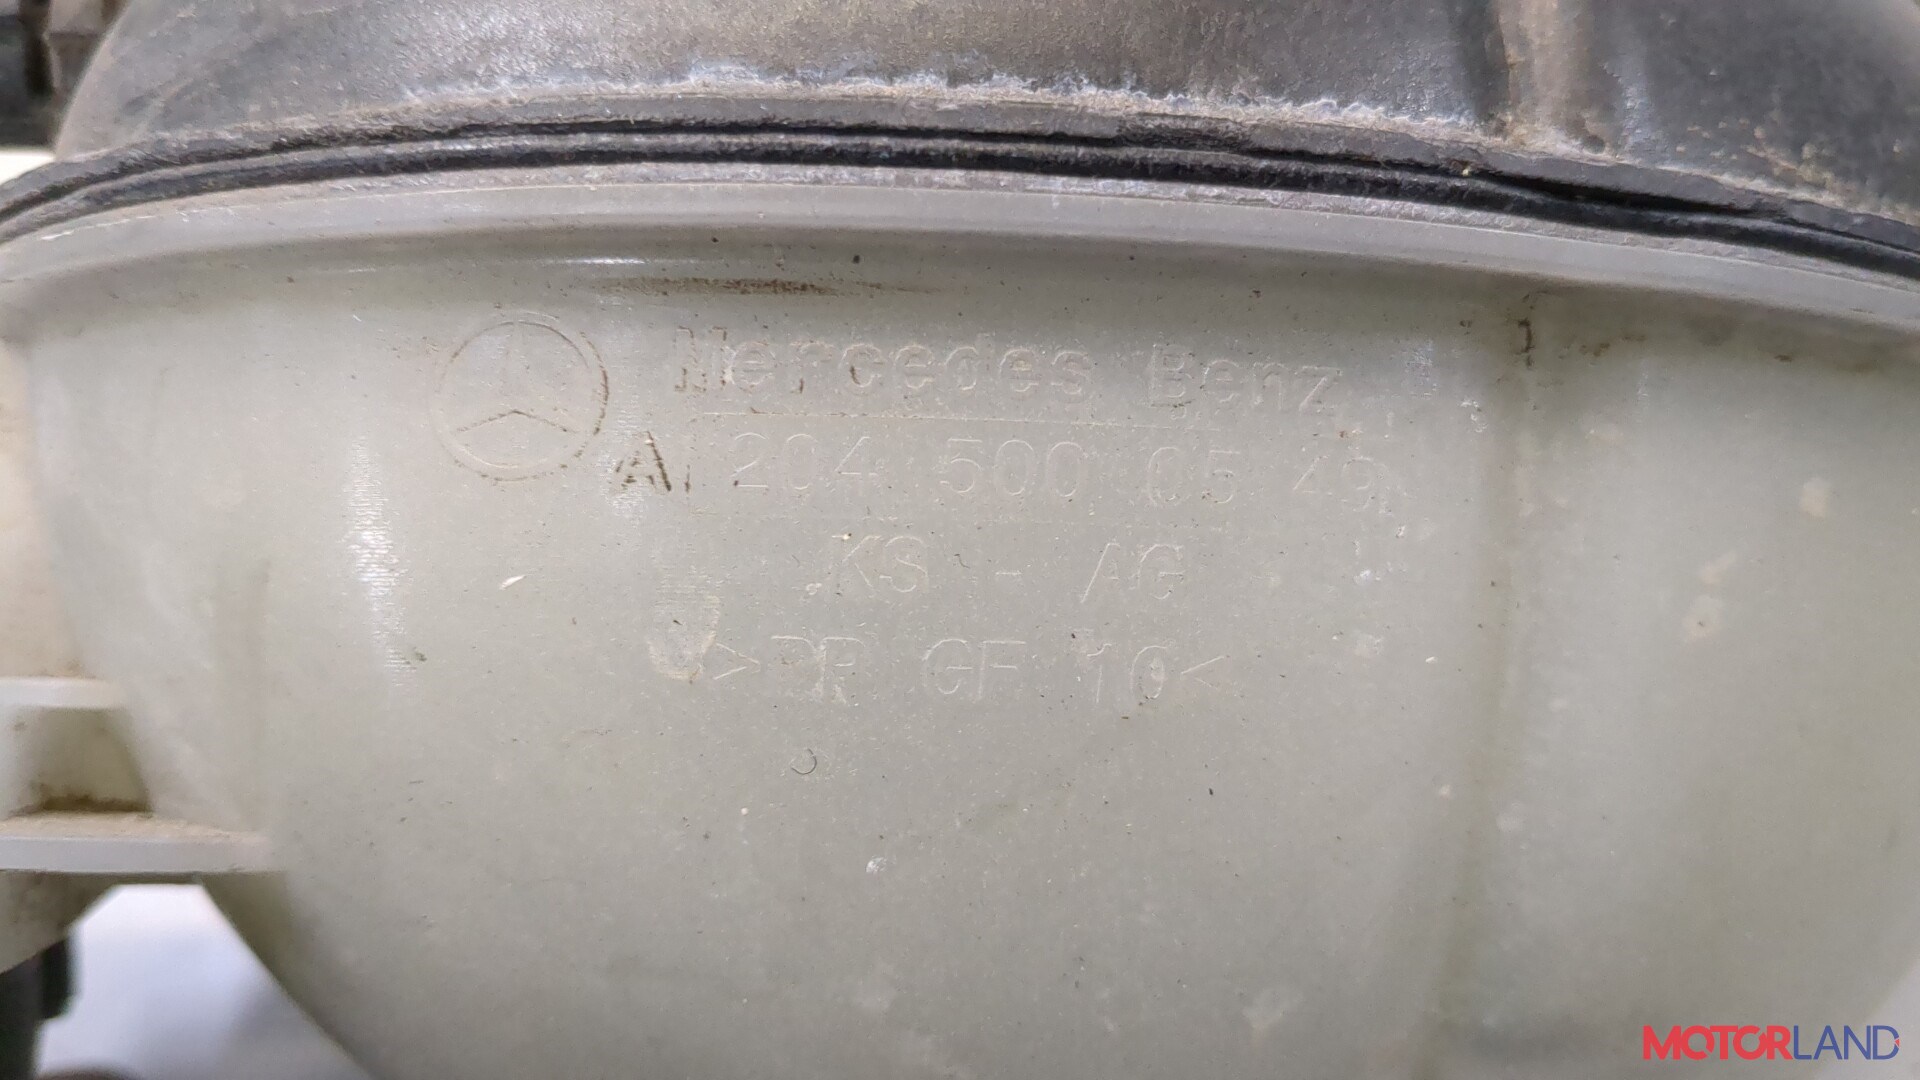 Mercedes Benz
A 204 500 05 49
KS - AG
>PP GF 10<
MOTORLAND